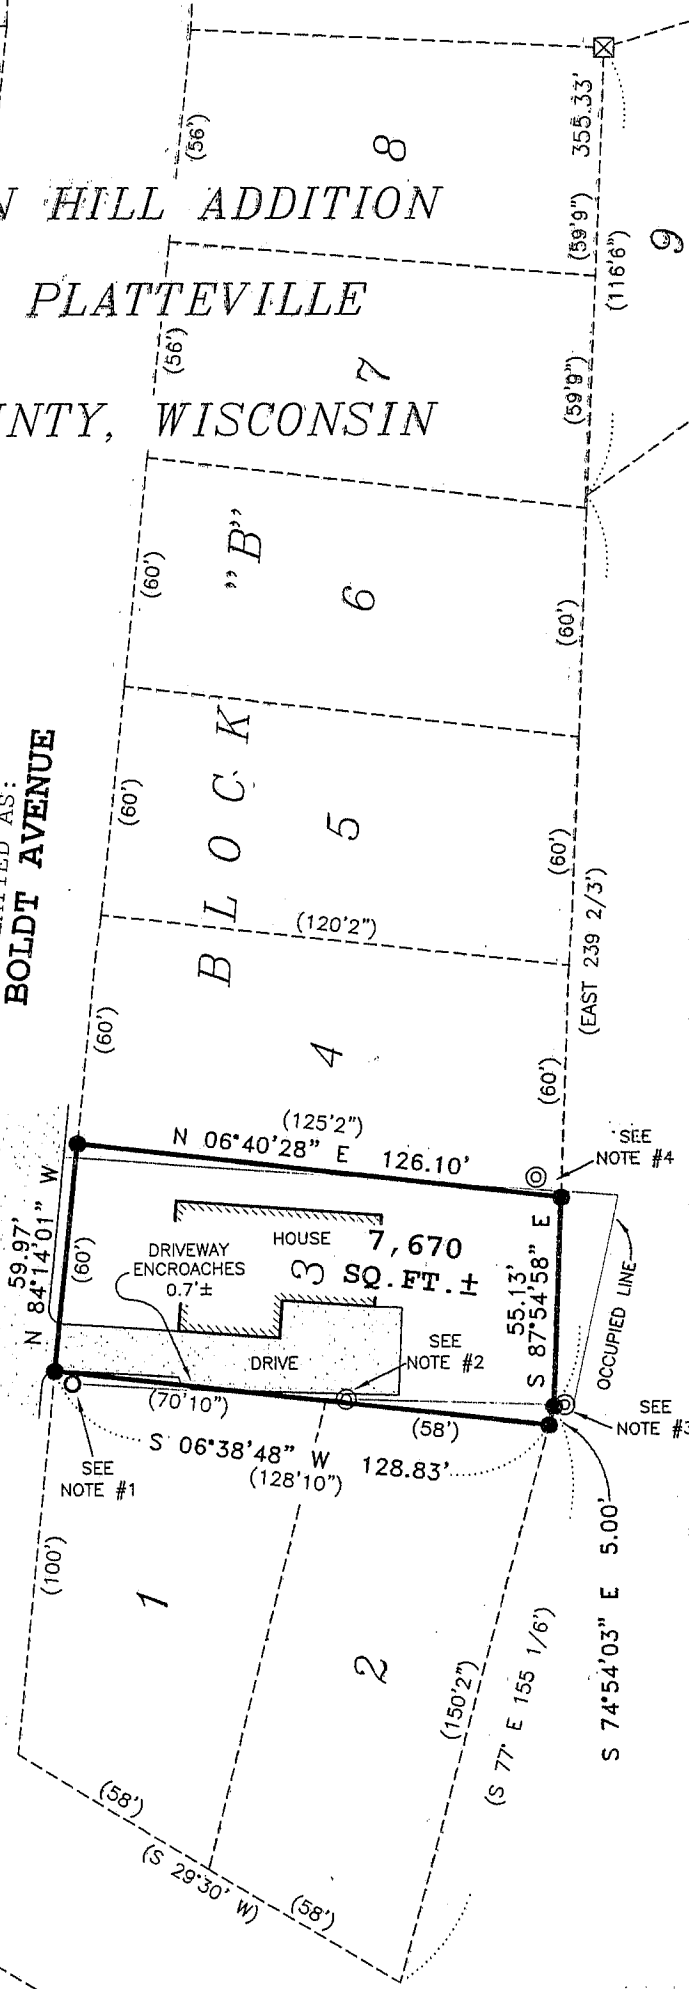 (56')
8
355.33'
N HILL ADDITION
(59'9")
(116'6")
9
PLATTEVILLE
(56')
7
(59'9")
NTY, WISCONSIN
"B"
(60')
6
(60')
BLOCK
AS:
BOLDT AVENUE
(60')
5
(60')
(120'2")
(EAST 239 2/3')
(60')
4
(60')
(125'2")
N 06°40'28" E 126.10'
SEE
NOTE #4
59.97'
N 84°14'01" W
(60')
HOUSE
7,670
SQ.FT.±
3
DRIVEWAY
ENCROACHES
0.7'±
55.13'
S 87°54'58" E
OCCUPIED LINE
DRIVE
SEE
NOTE #2
(70'10")
(58')
SEE
NOTE #3
S 06°38'48" W 128.83'
(128'10")
SEE
NOTE #1
S 74°54'03" E 5.00'
(100')
1
2
(150'2")
(S 77° E 155 1/6')
(58')
(S 29°30' W)
(58')